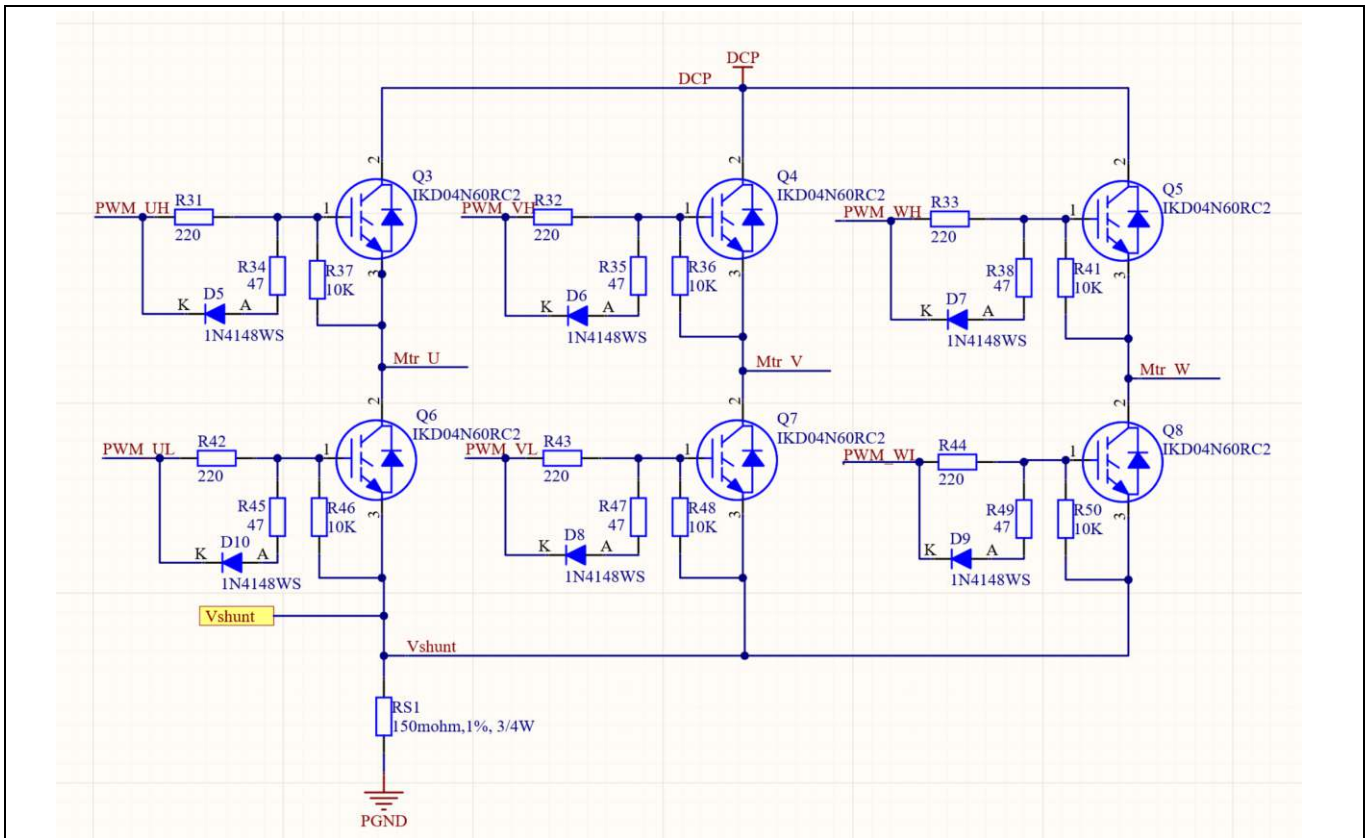 DCP
DCP
2
2
2
Q3
IKD04N60RC2
Q4
IKD04N60RC2
Q5
IKD04N60RC2
PWM_UH
R31
220
1
PWM_VH
R32
220
1
PWM_WH
R33
220
1
3
3
3
R34
47
R37
10K
R35
47
R36
10K
R38
47
R41
10K
K
D5
A
1N4148WS
K
D6
A
1N4148WS
K
D7
A
1N4148WS
Mtr_U
Mtr_V
Mtr_W
2
2
2
Q6
IKD04N60RC2
Q7
IKD04N60RC2
Q8
IKD04N60RC2
PWM_UL
R42
220
1
PWM_VL
R43
220
1
PWM_WL
R44
220
1
3
3
3
R45
47
R46
10K
R47
47
R48
10K
R49
47
R50
10K
K
D10
A
1N4148WS
K
D8
A
1N4148WS
K
D9
A
1N4148WS
Vshunt
Vshunt
RS1
150mohm,1%, 3/4W
PGND